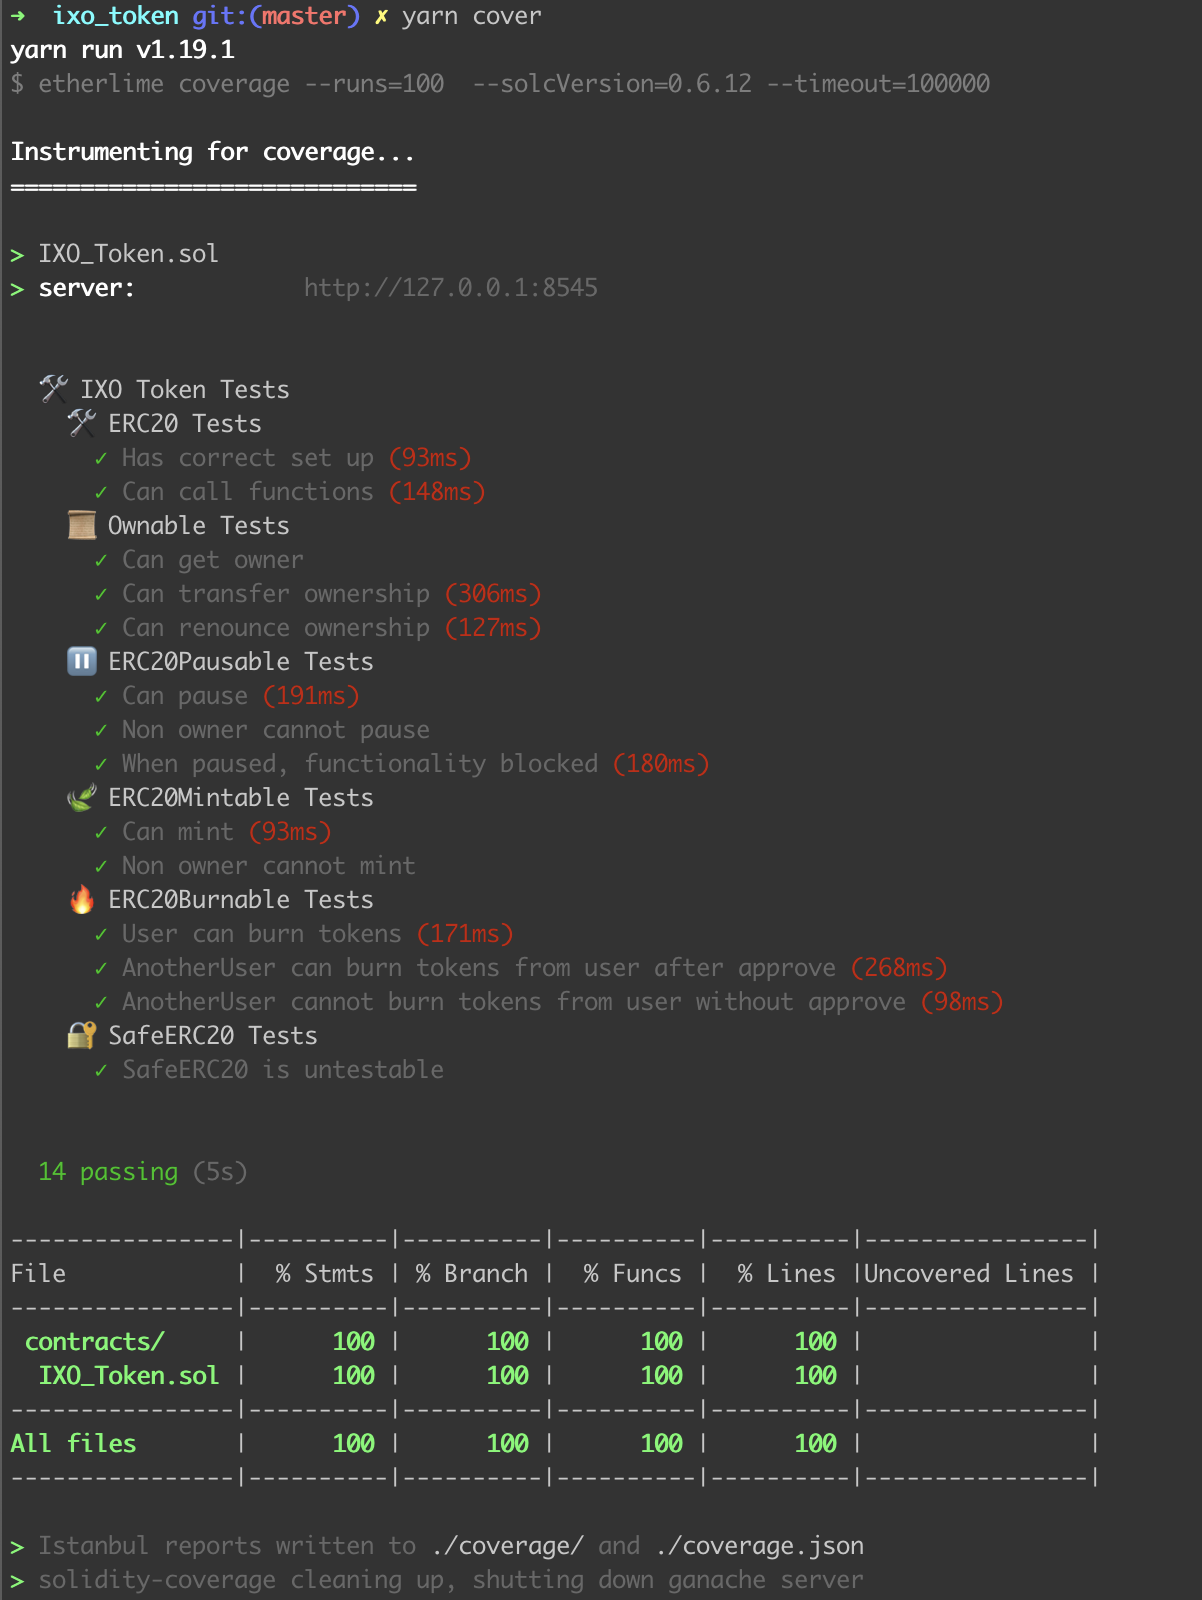 ➜  ixo_token git:(master) ✗ yarn cover
yarn run v1.19.1
$ etherlime coverage --runs=100  --solcVersion=0.6.12 --timeout=100000

Instrumenting for coverage...
=============================

> IXO_Token.sol
> server:            http://127.0.0.1:8545


  🛠 IXO Token Tests
    🛠 ERC20 Tests
      ✓ Has correct set up (93ms)
      ✓ Can call functions (148ms)
    📜 Ownable Tests
      ✓ Can get owner
      ✓ Can transfer ownership (306ms)
      ✓ Can renounce ownership (127ms)
    ⏸ ERC20Pausable Tests
      ✓ Can pause (191ms)
      ✓ Non owner cannot pause
      ✓ When paused, functionality blocked (180ms)
    🌿 ERC20Mintable Tests
      ✓ Can mint (93ms)
      ✓ Non owner cannot mint
    🔥 ERC20Burnable Tests
      ✓ User can burn tokens (171ms)
      ✓ AnotherUser can burn tokens from user after approve (268ms)
      ✓ AnotherUser cannot burn tokens from user without approve (98ms)
    🔐 SafeERC20 Tests
      ✓ SafeERC20 is untestable


  14 passing (5s)

----------------|----------|----------|----------|----------|----------------|
File            |  % Stmts | % Branch |  % Funcs |  % Lines |Uncovered Lines |
----------------|----------|----------|----------|----------|----------------|
 contracts/     |      100 |      100 |      100 |      100 |                |
  IXO_Token.sol |      100 |      100 |      100 |      100 |                |
----------------|----------|----------|----------|----------|----------------|
All files       |      100 |      100 |      100 |      100 |                |
----------------|----------|----------|----------|----------|----------------|

> Istanbul reports written to ./coverage/ and ./coverage.json
> solidity-coverage cleaning up, shutting down ganache server